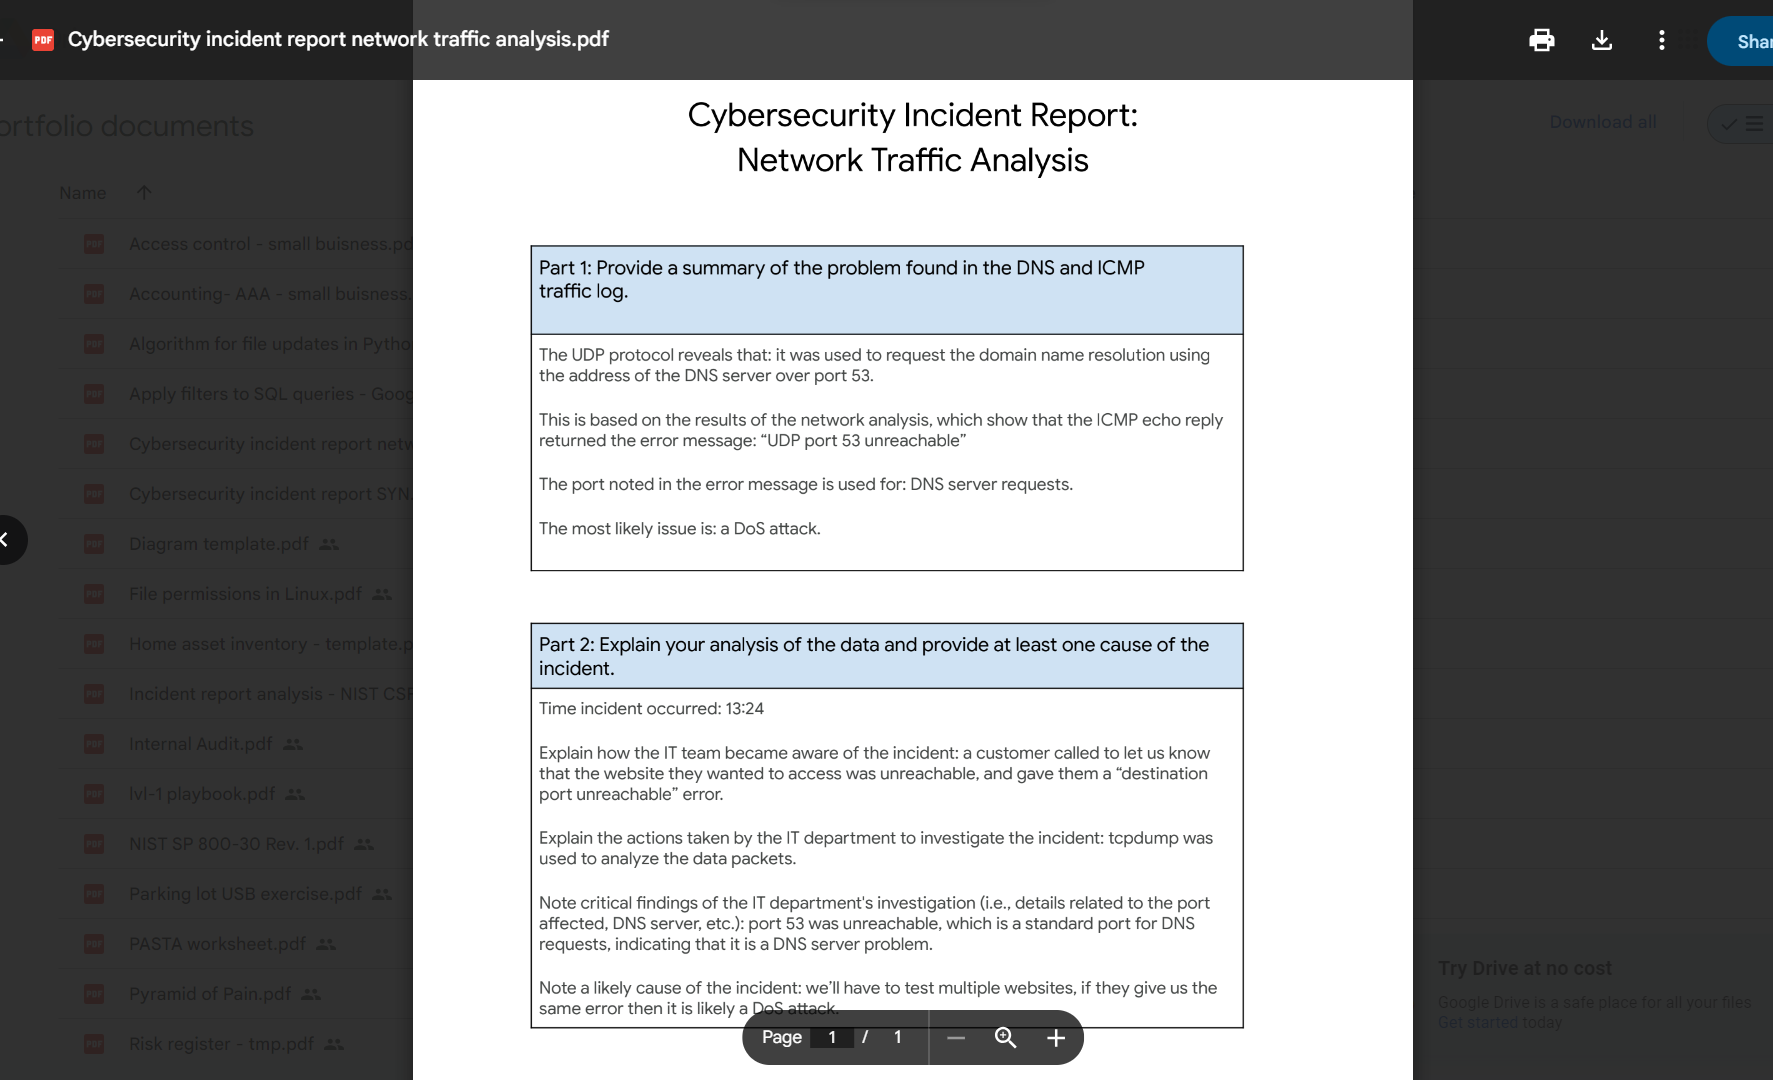 PDF Cybersecurity incident report network traffic analysis.pdf
Shar
ortfolio documents
Download all
Name
Access control - small buisness.pd
Accounting- AAA - small buisness.
Algorithm for file updates in Pytho
Apply filters to SQL queries - Goog
Cybersecurity incident report netw
Cybersecurity incident report SYN
Diagram template.pdf
File permissions in Linux.pdf
Home asset inventory - template.p
Incident report analysis - NIST CSF
Internal Audit.pdf
lvl-1 playbook.pdf
NIST SP 800-30 Rev. 1.pdf
Parking lot USB exercise.pdf
PASTA worksheet.pdf
Pyramid of Pain.pdf
Risk register - tmp.pdf
Cybersecurity Incident Report:
Network Traffic Analysis
Part 1: Provide a summary of the problem found in the DNS and ICMP
traffic log.
The UDP protocol reveals that: it was used to request the domain name resolution using
the address of the DNS server over port 53.
This is based on the results of the network analysis, which show that the ICMP echo reply
returned the error message: “UDP port 53 unreachable”
The port noted in the error message is used for: DNS server requests.
The most likely issue is: a DoS attack.
Part 2: Explain your analysis of the data and provide at least one cause of the
incident.
Time incident occurred: 13:24
Explain how the IT team became aware of the incident: a customer called to let us know
that the website they wanted to access was unreachable, and gave them a “destination
port unreachable” error.
Explain the actions taken by the IT department to investigate the incident: tcpdump was
used to analyze the data packets.
Note critical findings of the IT department's investigation (i.e., details related to the port
affected, DNS server, etc.): port 53 was unreachable, which is a standard port for DNS
requests, indicating that it is a DNS server problem.
Note a likely cause of the incident: we’ll have to test multiple websites, if they give us the
same error then it is likely a DoS attack.
Page 1 / 1
Try Drive at no cost
Google Drive is a safe place for all your files
Get started today